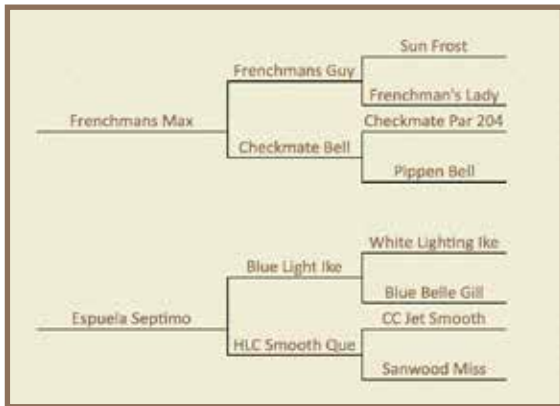 Sun Frost
Frenchmans Guy
Frenchman's Lady
Frenchmans Max
Checkmate Par 204
Checkmate Bell
Pippen Bell
White Lighting Ike
Blue Light Ike
Blue Belle Gill
Espuela Septimo
CC Jet Smooth
HLC Smooth Que
Sanwood Miss